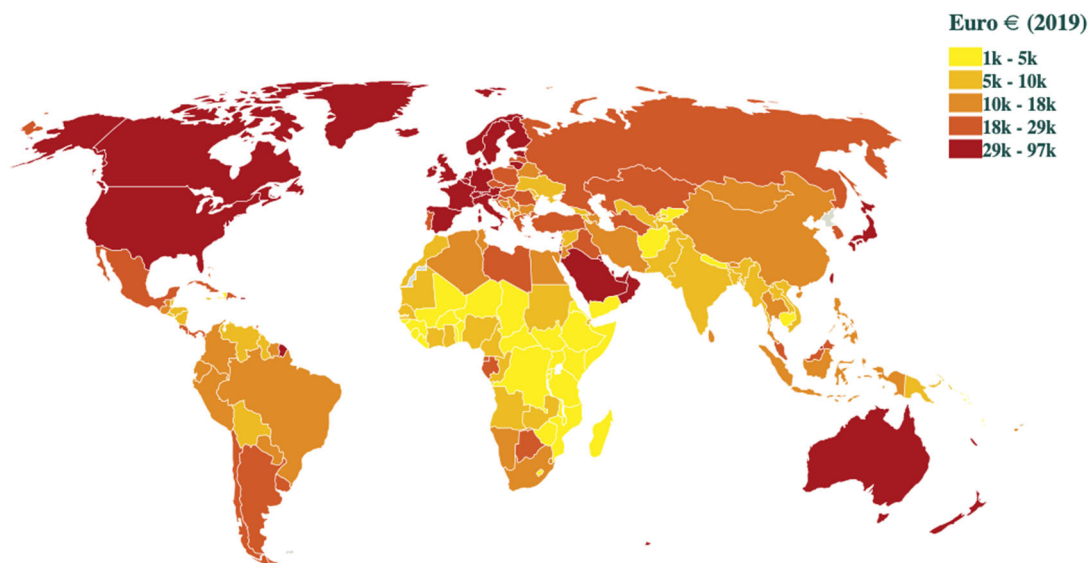 Euro € (2019)
1k - 5k
5k - 10k
10k - 18k
18k - 29k
29k - 97k